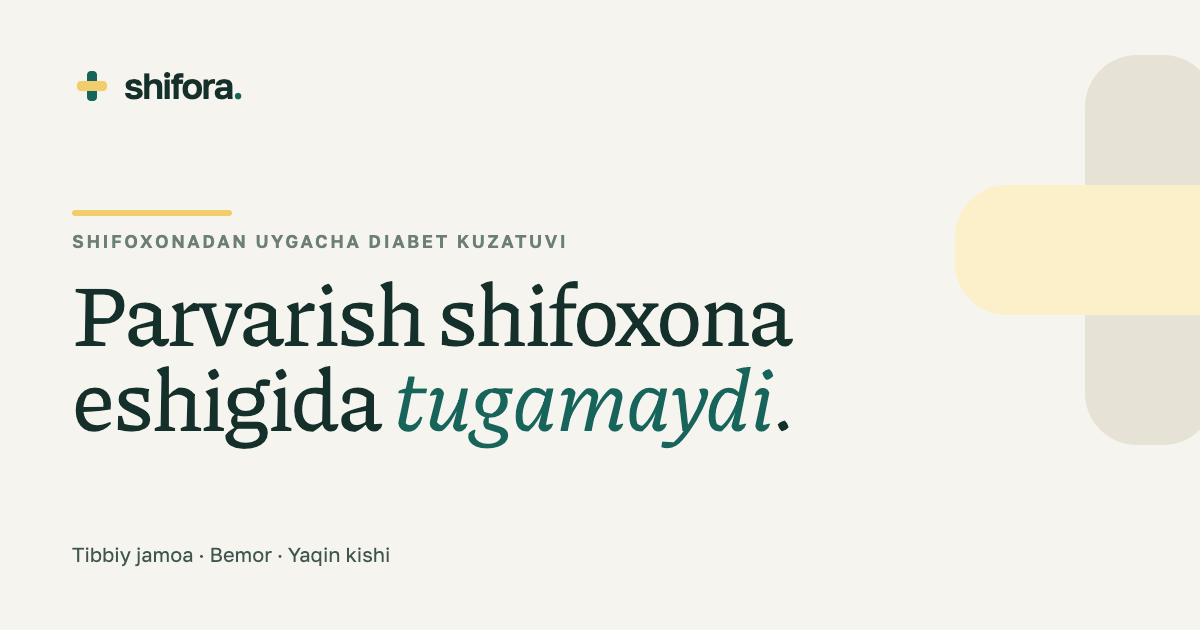 shifora.
SHIFOXONADAN UYGACHA DIABET KUZATUVI
Parvarish shifoxona
eshigida tugamaydi.
Tibbiy jamoa · Bemor · Yaqin kishi